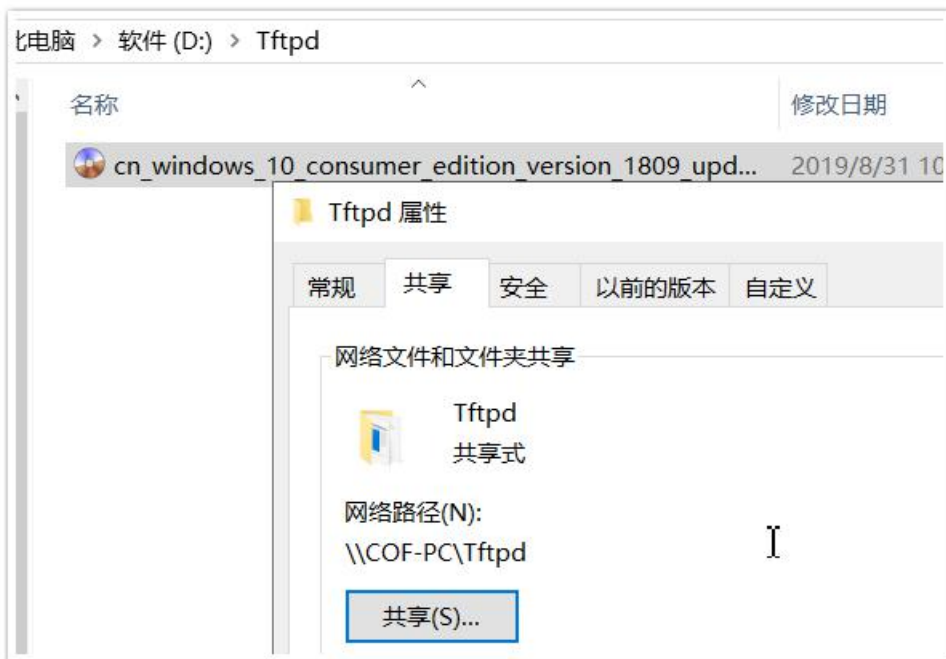 电脑 > 软件 (D:) > Tftpd
名称 修改日期
cn_windows_10_consumer_edition_version_1809_upd... 2019/8/31 10
Tftpd 属性
常规 共享 安全 以前的版本 自定义
网络文件和文件夹共享
Tftpd
共享式
网络路径(N):
\\COF-PC\Tftpd
共享(S)...